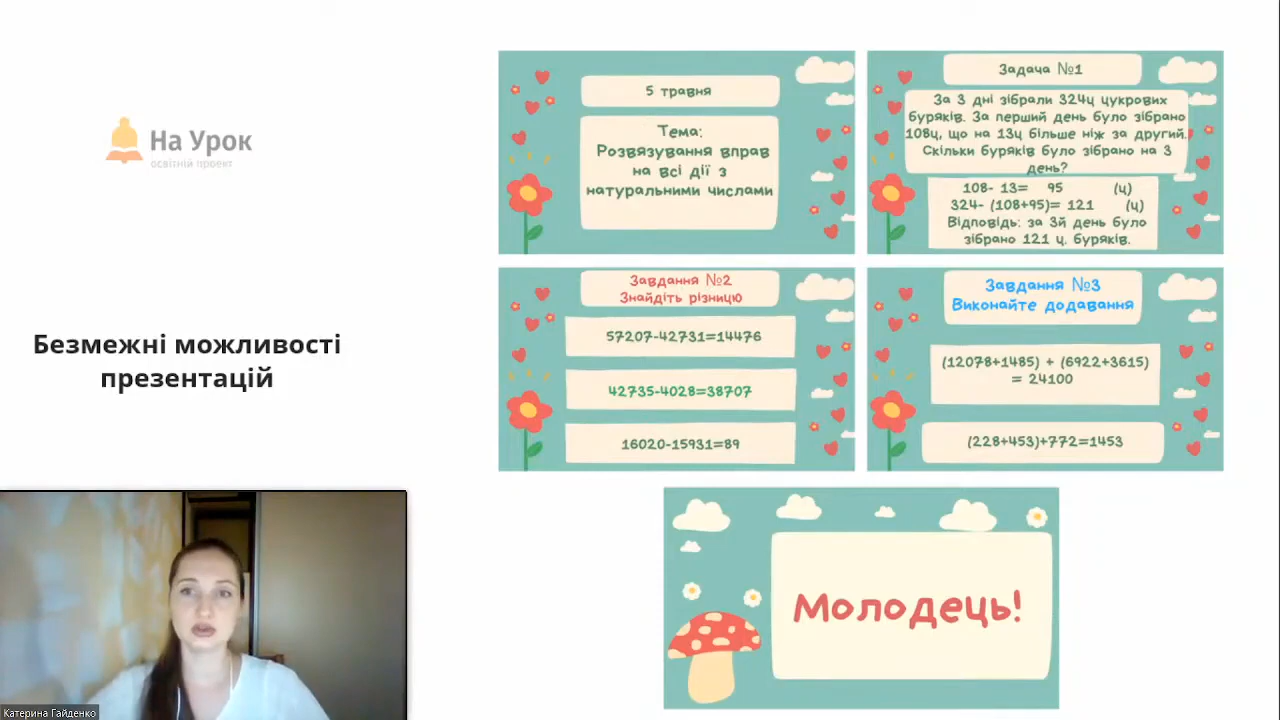 На Урок
освітній проект
Безмежні можливості
презентацій
5 травня
Тема:
Розвязування вправ
на всі дії з
натуральними числами
Задача №1
За 3 дні зібрали 324ц цукрових
буряків. За перший день було зібрано
108ц, що на 13ц більше ніж за другий.
Скільки буряків було зібрано на 3
день?
108- 13= 95 (ц)
324- (108+95)= 121 (ц)
Відповідь: за 3й день було
зібрано 121 ц. буряків.
Завдання №2
Знайдіть різницю
57207-42731=14476
42735-4028=38707
16020-15931=89
Завдання №3
Виконайте додавання
(12078+1485) + (6922+3615)
= 24100
(228+453)+772=1453
Молодець!
Катерина Гайденко